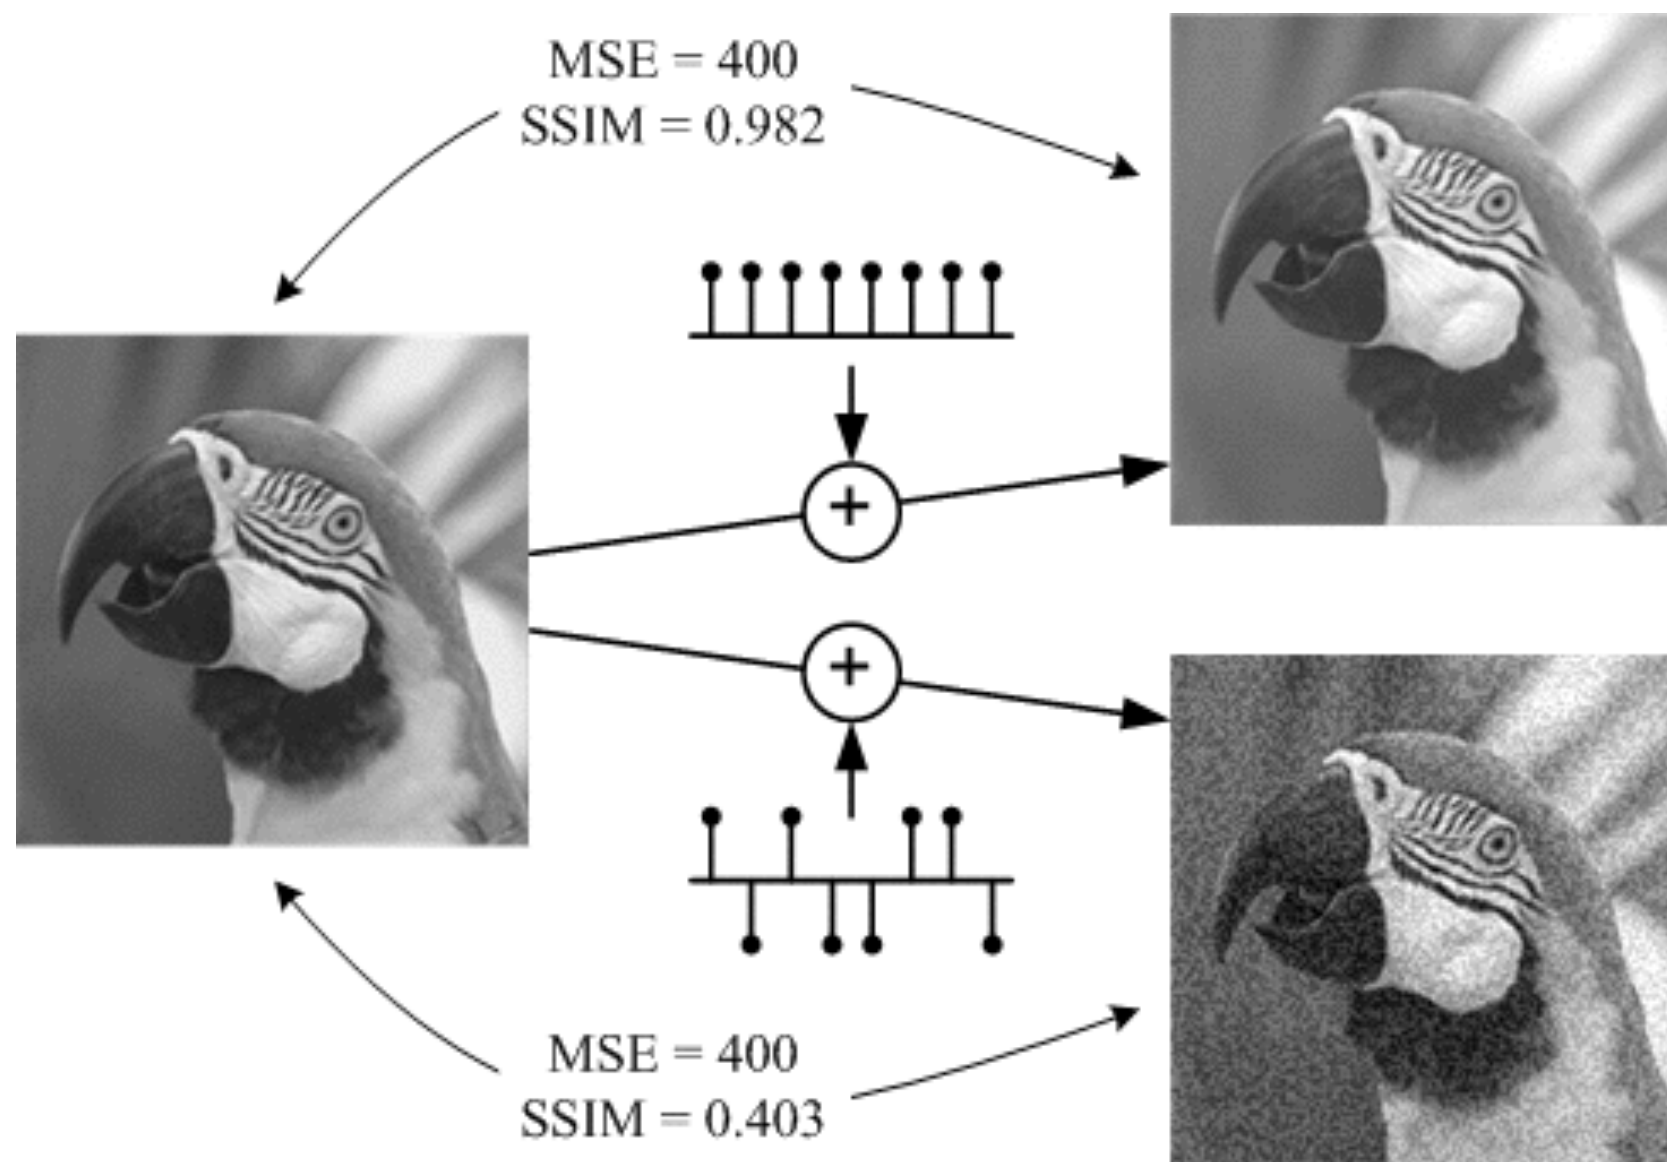 MSE = 400
SSIM = 0.982
+
+
MSE = 400
SSIM = 0.403